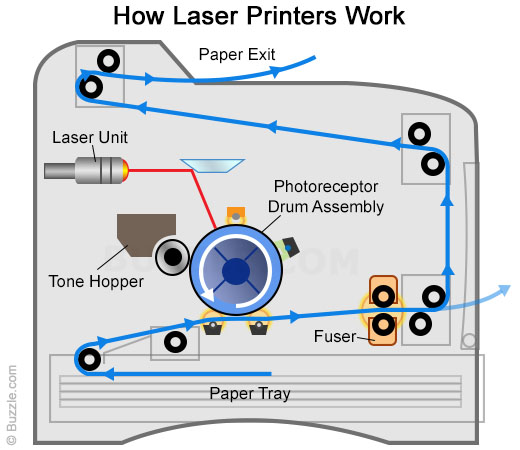 How Laser Printers Work
Paper Exit
Laser Unit
Photoreceptor
Drum Assembly
Tone Hopper
Fuser
Paper Tray
© Buzzle.com